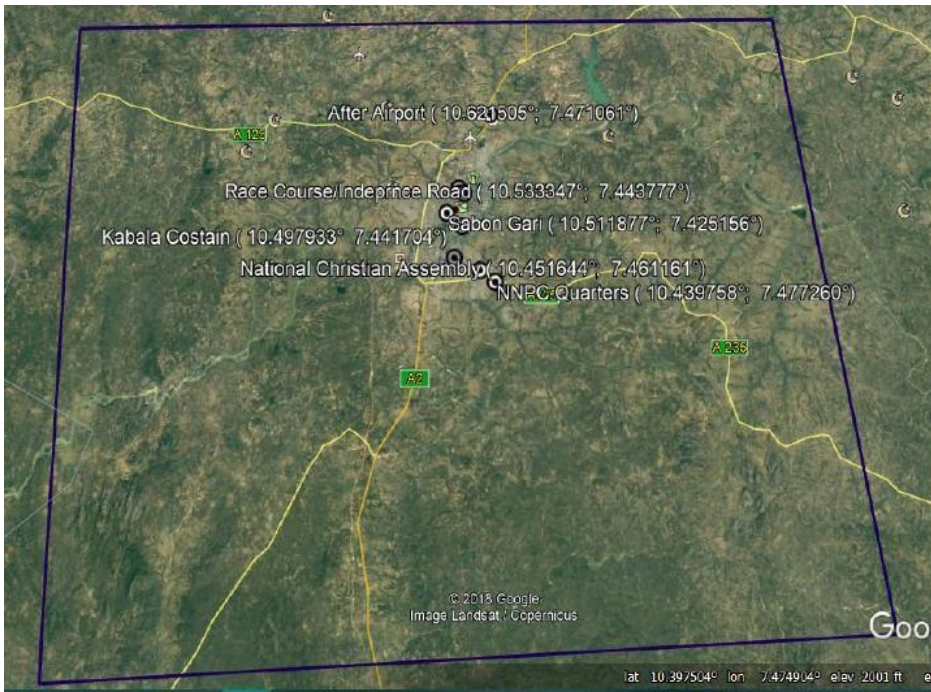 After Airport ( 10.621505°; 7.471061°)
A 125
Race Course/Indeprince Road ( 10.533347°; 7.443777°)
Sabon Gari ( 10.511877°; 7.425156°)
Kabala Costain ( 10.497933° 7.441704°)
National Christian Assembly( 10.451644°; 7.461161°)
NNPC Quarters ( 10.439758°; 7.477260°)
A 235
A2
© 2018 Google
Image Landsat / Copernicus
Goo
lat 10.397504° lon 7.474904° elev 2001 ft e